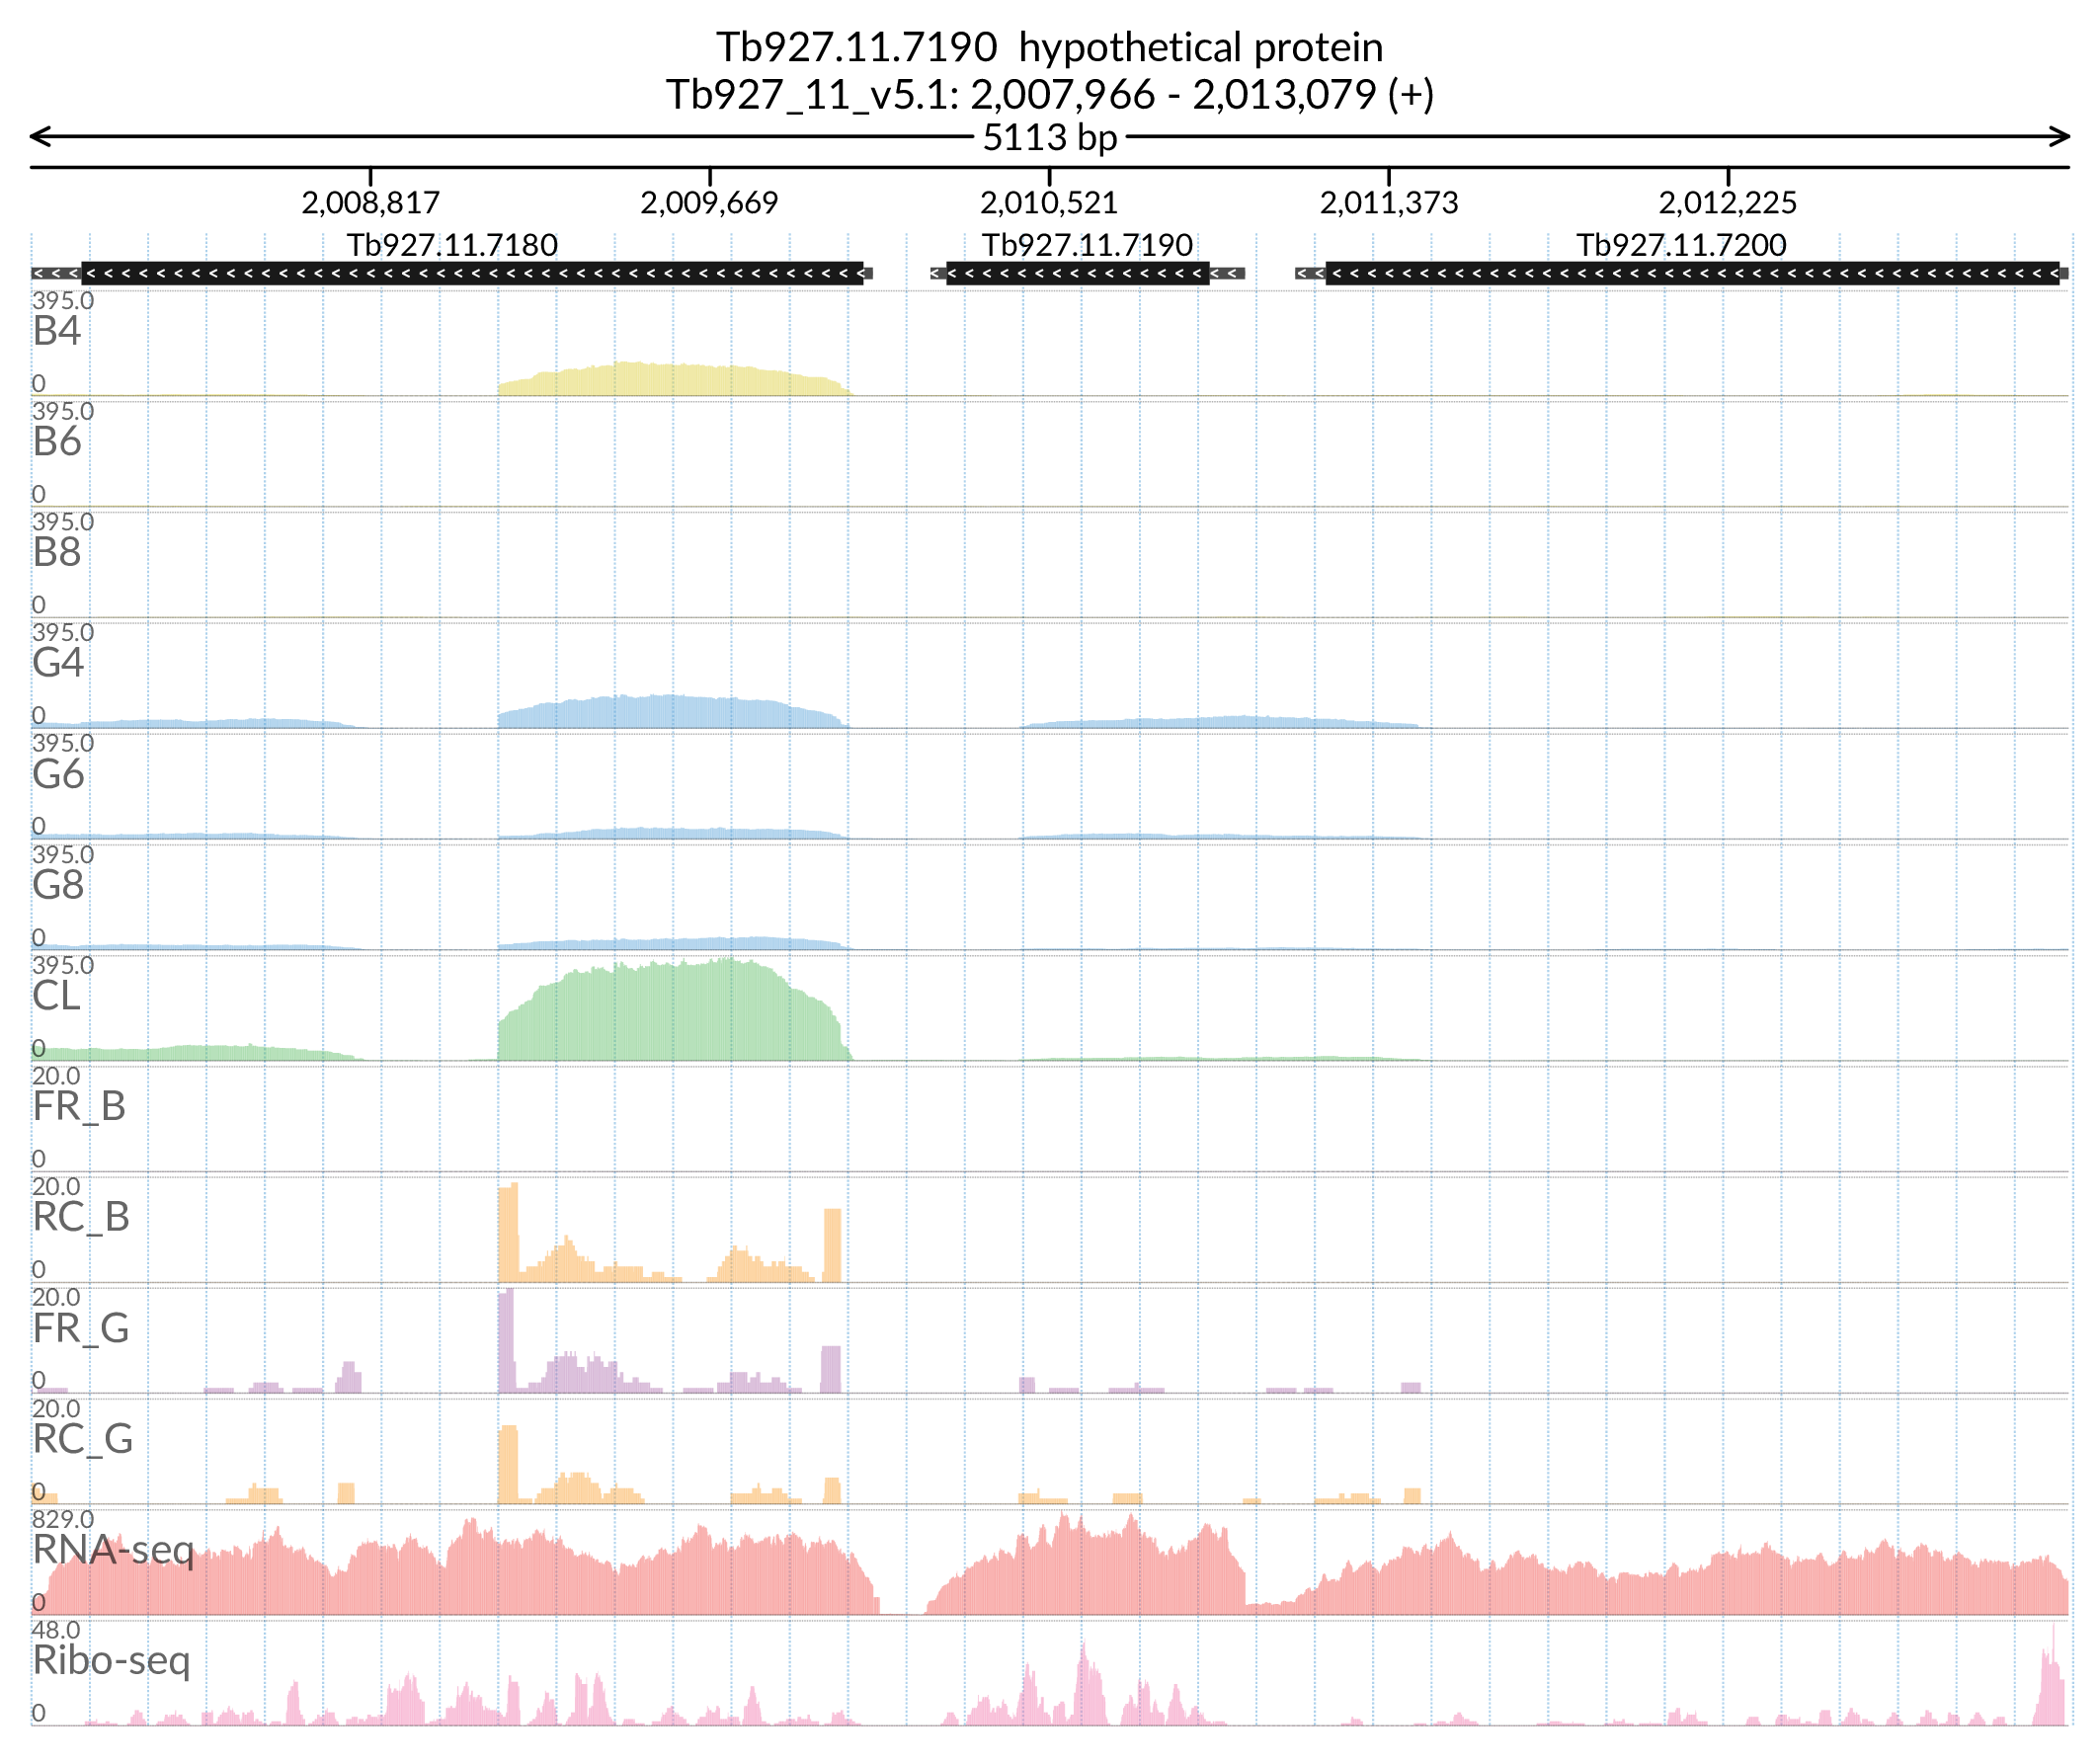 Tb927.11.7190 hypothetical protein
Tb927_11_v5.1: 2,007,966 - 2,013,079 (+)
5113 bp
2,008,817 2,009,669 2,010,521 2,011,373 2,012,225
Tb927.11.7180 Tb927.11.7190 Tb927.11.7200
395.0
B4
0
395.0
B6
0
395.0
B8
0
395.0
G4
0
395.0
G6
0
395.0
G8
0
395.0
CL
0
20.0
FR_B
0
20.0
RC_B
0
20.0
FR_G
0
20.0
RC_G
0
829.0
RNA-seq
0
48.0
Ribo-seq
0